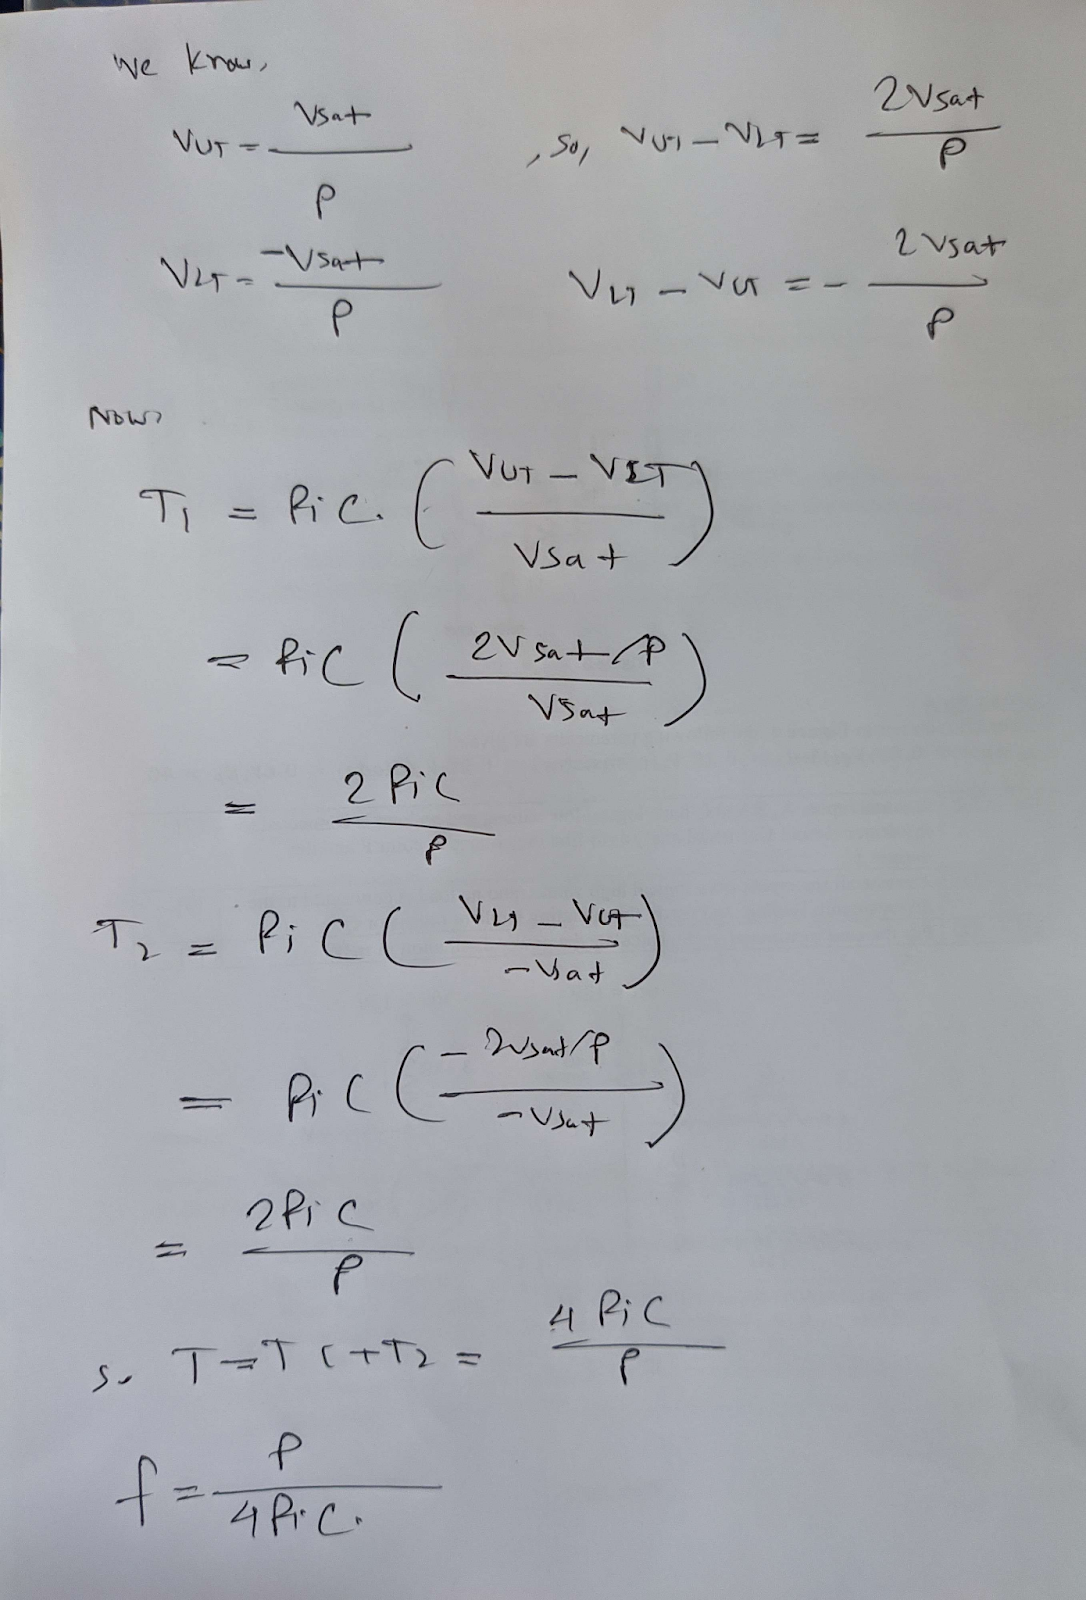 We know,
VUT = Vsat / P , so, VUT - VLT = 2Vsat / P
VLT = -Vsat / P VLT - VUT = - 2Vsat / P
Now,
T1 = RiC. ( VUT - VLT / Vsat )
= RiC ( 2Vsat/P / Vsat )
= 2RiC / P
T2 = RiC ( VLT - VUT / -Vsat )
= RiC ( -2Vsat/P / -Vsat )
= 2RiC / P
So T = T1 + T2 = 4RiC / P
f = P / 4RiC.